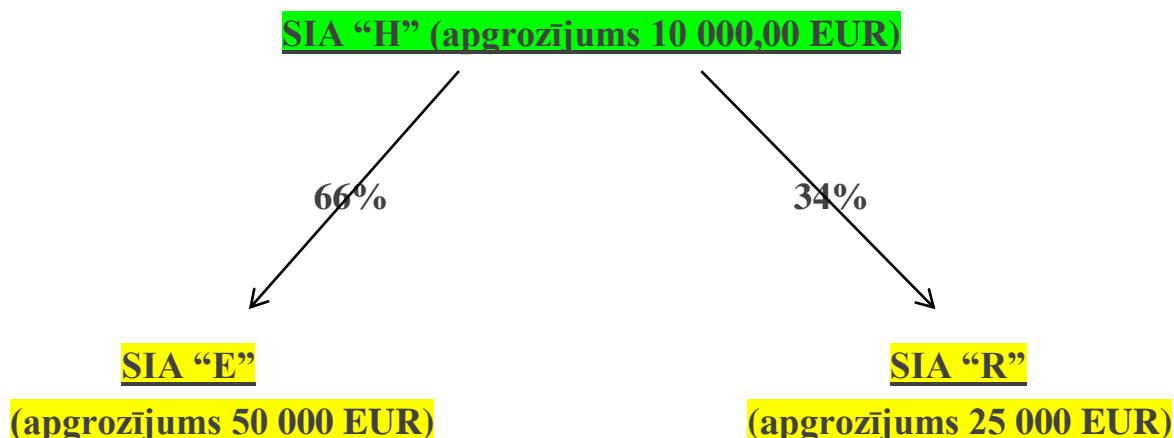 SIA “H” (apgrozījums 10 000,00 EUR)
66%
34%
SIA “E”
(apgrozījums 50 000 EUR)
SIA “R”
(apgrozījums 25 000 EUR)